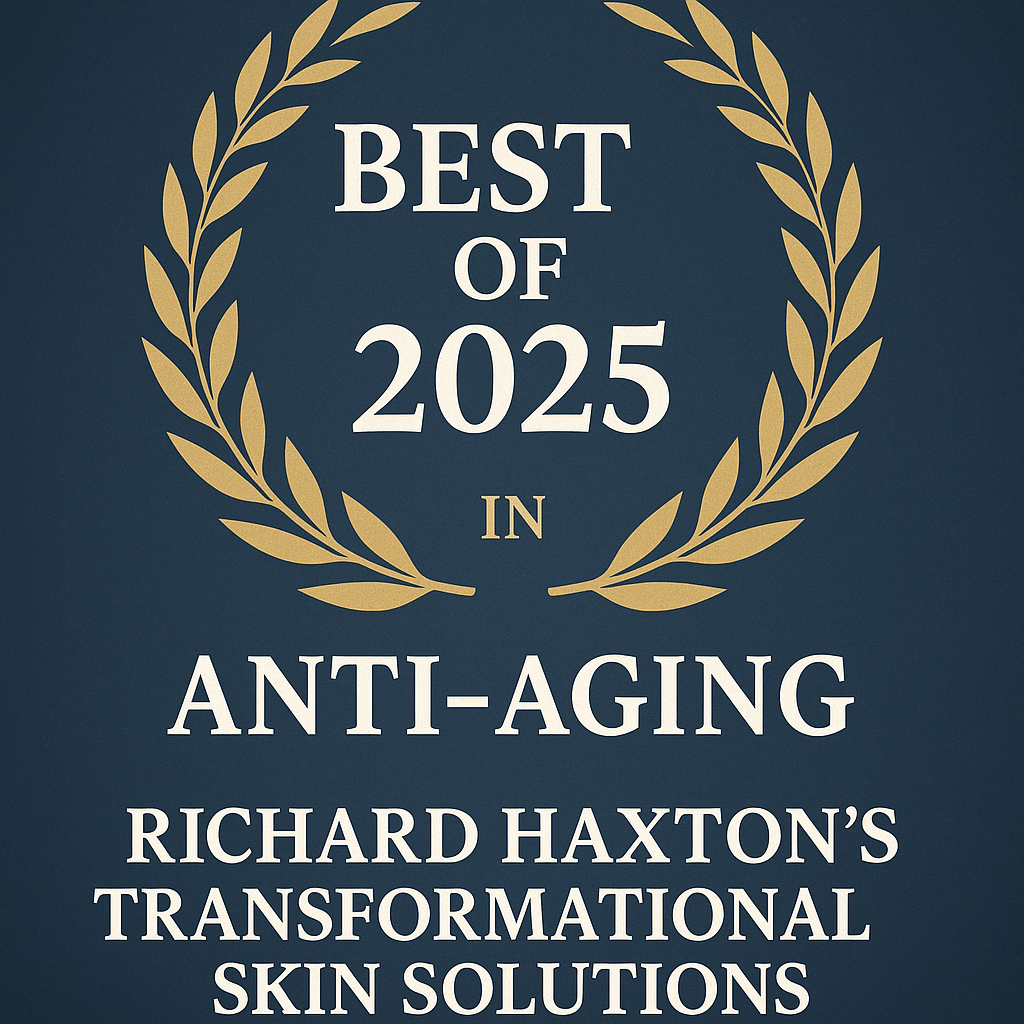 BEST
OF
2025
IN
ANTI–AGING
RICHARD HAXTON’S
TRANSFORMATIONAL
SKIN SOLUTIONS